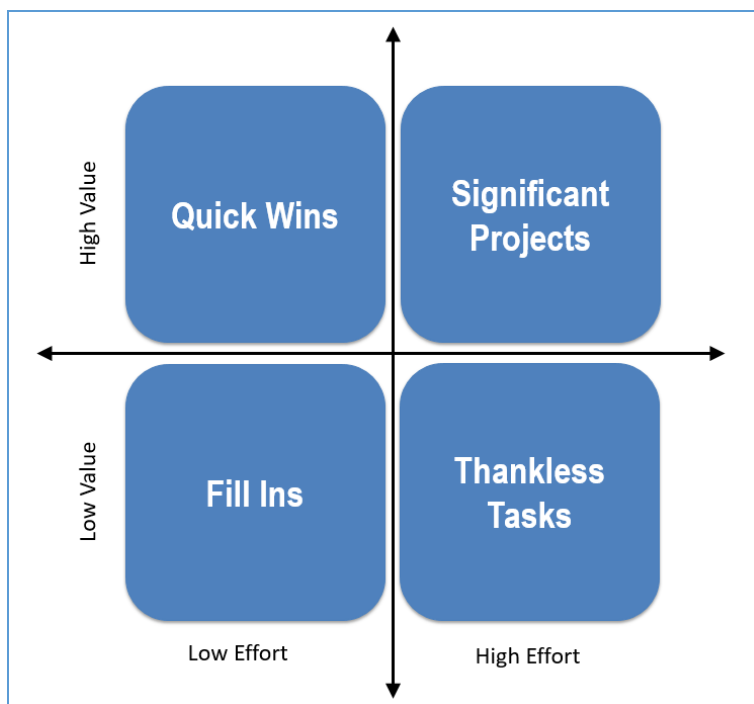 High Value
Quick Wins
Significant
Projects
Low Value
Fill Ins
Thankless
Tasks
Low Effort
High Effort